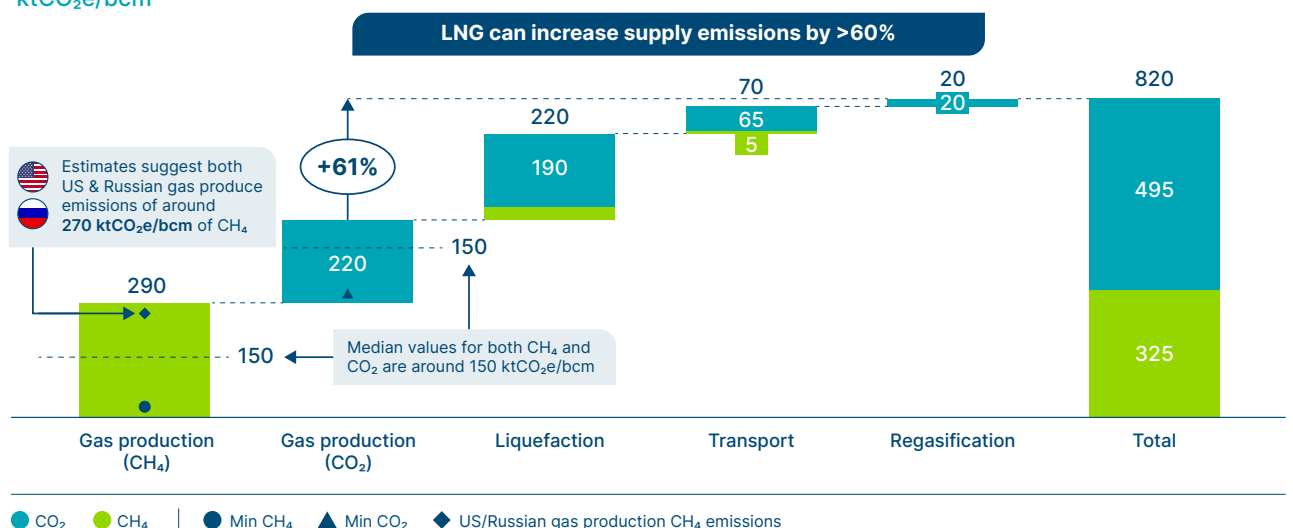 ktCO₂e/bcm
LNG can increase supply emissions by >60%
Estimates suggest both
US & Russian gas produce
emissions of around
270 ktCO₂e/bcm of CH₄
290
150
+61%
220
150
Median values for both CH₄ and
CO₂ are around 150 ktCO₂e/bcm
220
190
70
65
5
20
20
820
495
325
Gas production
(CH₄)
Gas production
(CO₂)
Liquefaction
Transport
Regasification
Total
CO₂
CH₄
Min CH₄
Min CO₂
US/Russian gas production CH₄ emissions